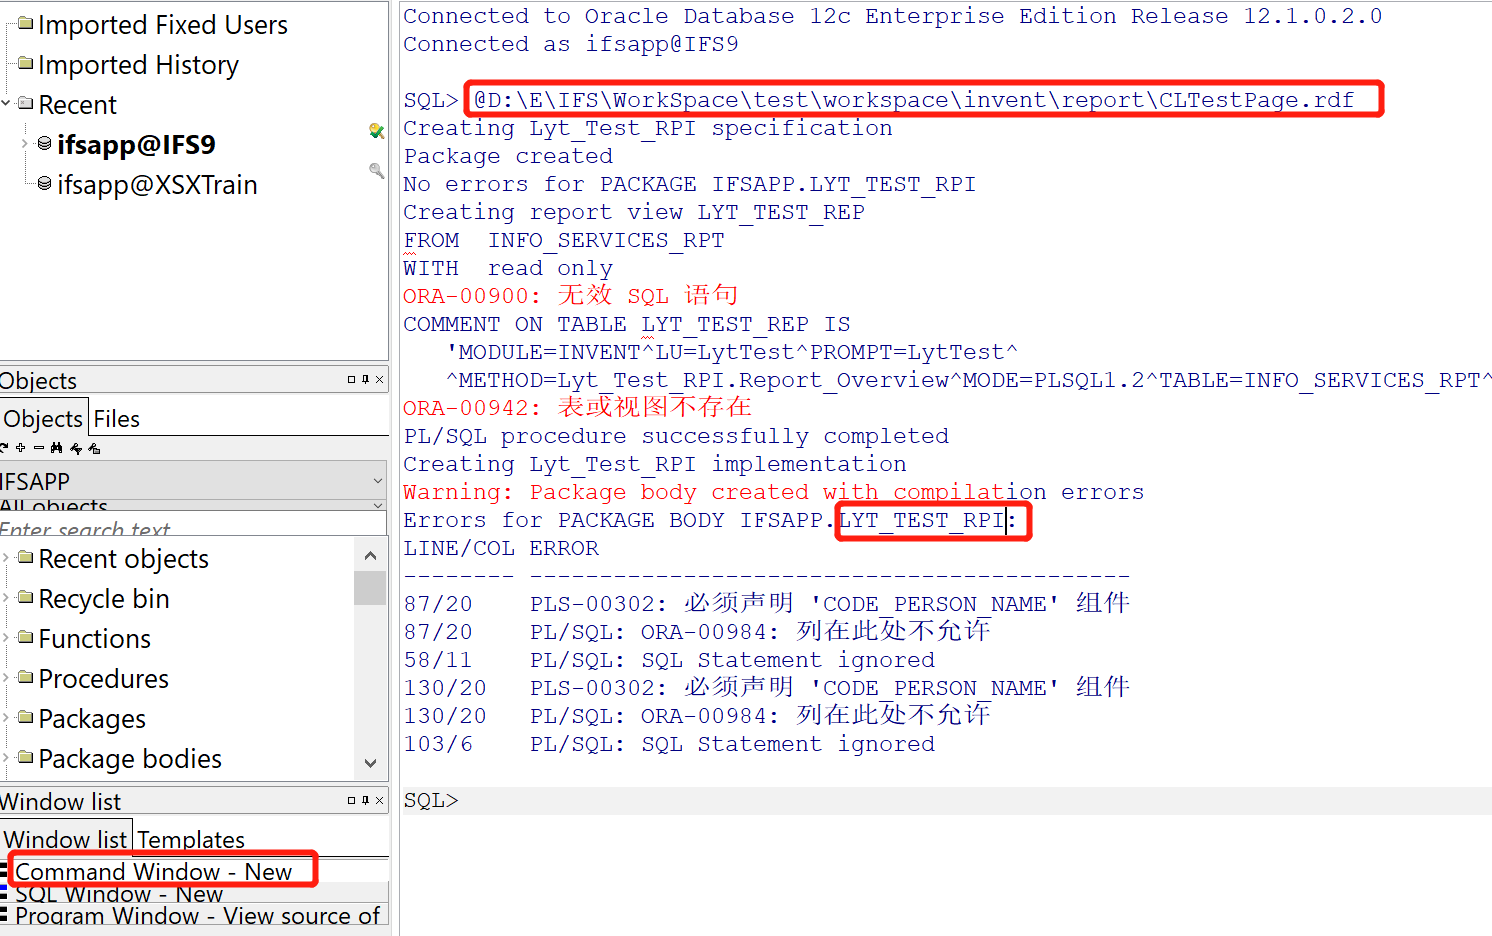 Imported Fixed Users
Imported History
Recent
ifsapp@IFS9
ifsapp@XSXTrain
Objects
Objects
Files
IFSAPP
All objects
Enter search text...
Recent objects
Recycle bin
Functions
Procedures
Packages
Package bodies
Window list
Window list
Templates
Command Window - New
SQL Window - New
Program Window - View source of
Connected to Oracle Database 12c Enterprise Edition Release 12.1.0.2.0
Connected as ifsapp@IFS9
SQL> @D:\E\IFS\WorkSpace\test\workspace\invent\report\CLTestPage.rdf
Creating Lyt_Test_RPI specification
Package created
No errors for PACKAGE IFSAPP.LYT_TEST_RPI
Creating report view LYT_TEST_REP
FROM  INFO_SERVICES_RPT
WITH  read only
ORA-00900: 无效 SQL 语句
COMMENT ON TABLE LYT_TEST_REP IS
'MODULE=INVENT^LU=LytTest^PROMPT=LytTest^
^METHOD=Lyt_Test_RPI.Report_Overview^MODE=PLSQL1.2^TABLE=INFO_SERVICES_RPT^
ORA-00942: 表或视图不存在
PL/SQL procedure successfully completed
Creating Lyt_Test_RPI implementation
Warning: Package body created with compilation errors
Errors for PACKAGE BODY IFSAPP.LYT_TEST_RPI:
LINE/COL ERROR
-------- -------------------------------------------
87/20    PLS-00302: 必须声明 'CODE_PERSON_NAME' 组件
87/20    PL/SQL: ORA-00984: 列在此处不允许
58/11    PL/SQL: SQL Statement ignored
130/20   PLS-00302: 必须声明 'CODE_PERSON_NAME' 组件
130/20   PL/SQL: ORA-00984: 列在此处不允许
103/6    PL/SQL: SQL Statement ignored
SQL>